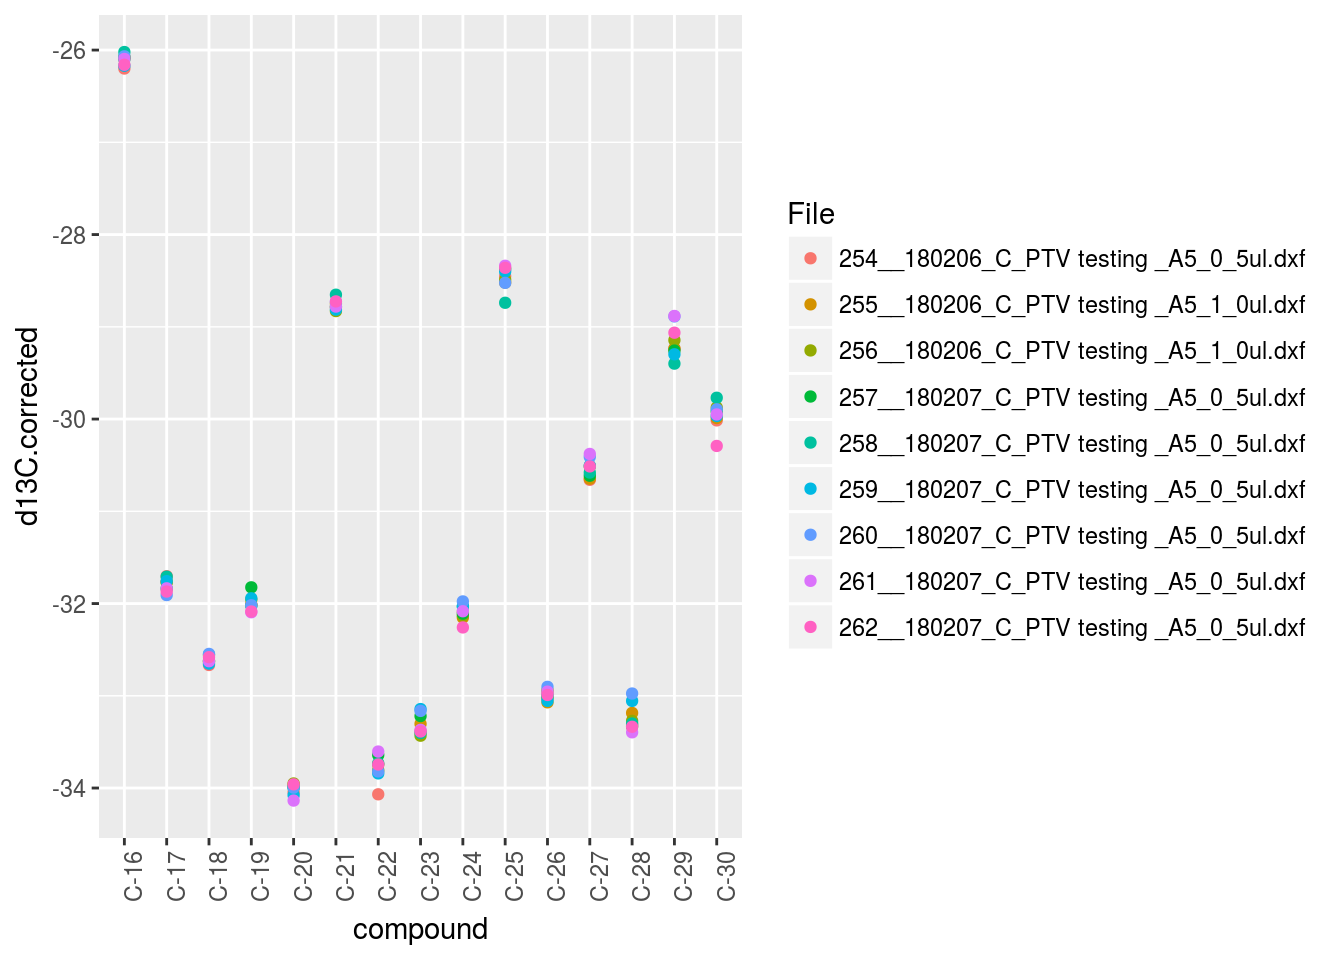 -26
-28
-30
-32
-34
d13C.corrected
C-16
C-17
C-18
C-19
C-20
C-21
C-22
C-23
C-24
C-25
C-26
C-27
C-28
C-29
C-30
compound
File
254__180206_C_PTV testing _A5_0_5ul.dxf
255__180206_C_PTV testing _A5_1_0ul.dxf
256__180206_C_PTV testing _A5_1_0ul.dxf
257__180207_C_PTV testing _A5_0_5ul.dxf
258__180207_C_PTV testing _A5_0_5ul.dxf
259__180207_C_PTV testing _A5_0_5ul.dxf
260__180207_C_PTV testing _A5_0_5ul.dxf
261__180207_C_PTV testing _A5_0_5ul.dxf
262__180207_C_PTV testing _A5_0_5ul.dxf